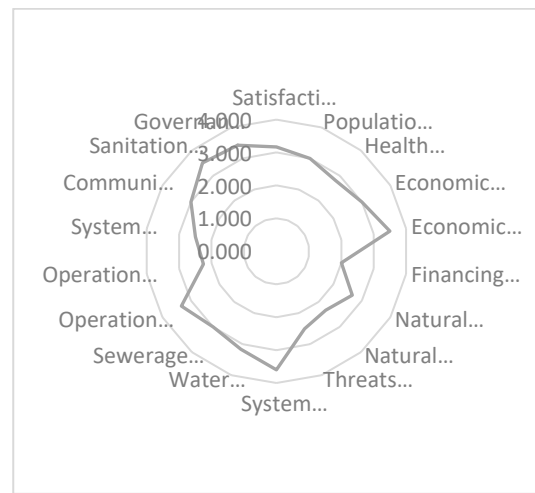 Satisfacti...
Populatio...
Health...
Economic...
Economic...
Financing...
Natural...
Natural...
Threats...
System...
Water...
Sewerage...
Operation...
Operation...
System...
Communi...
Sanitation...
Governan...
4.000
3.000
2.000
1.000
0.000